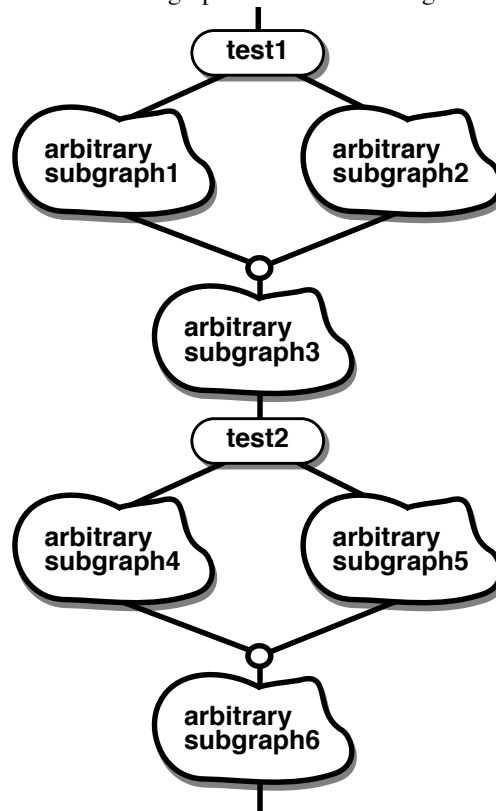 test1
arbitrary
subgraph1
arbitrary
subgraph2
arbitrary
subgraph3
test2
arbitrary
subgraph4
arbitrary
subgraph5
arbitrary
subgraph6